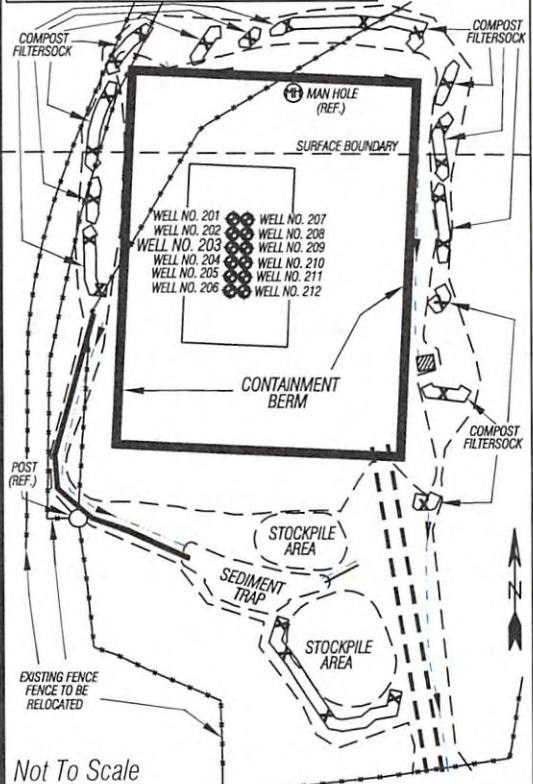 COMPOST
FILTERSOCK
COMPOST
FILTERSOCK
MH
MAN HOLE
(REF.)
SURFACE BOUNDARY
WELL NO. 201
WELL NO. 207
WELL NO. 202
WELL NO. 208
WELL NO. 203
WELL NO. 209
WELL NO. 204
WELL NO. 210
WELL NO. 205
WELL NO. 211
WELL NO. 206
WELL NO. 212
CONTAINMENT
BERM
COMPOST
FILTERSOCK
POST
(REF.)
STOCKPILE
AREA
SEDIMENT
TRAP
STOCKPILE
AREA
N
EXISTING FENCE
FENCE TO BE
RELOCATED
Not To Scale